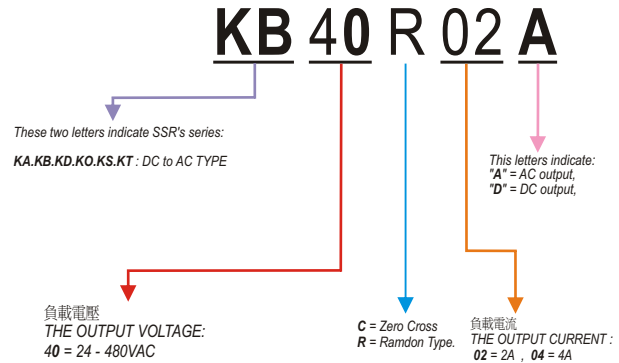 KB 40 R 02 A
These two letters indicate SSR's series:
KA.KB.KD.KO.KS.KT : DC to AC TYPE
This letters indicate:
"A" = AC output,
"D" = DC output,
負載電壓
THE OUTPUT VOLTAGE:
40 = 24 - 480VAC
C = Zero Cross
R = Ramdon Type.
負載電流
THE OUTPUT CURRENT :
02 = 2A , 04 = 4A